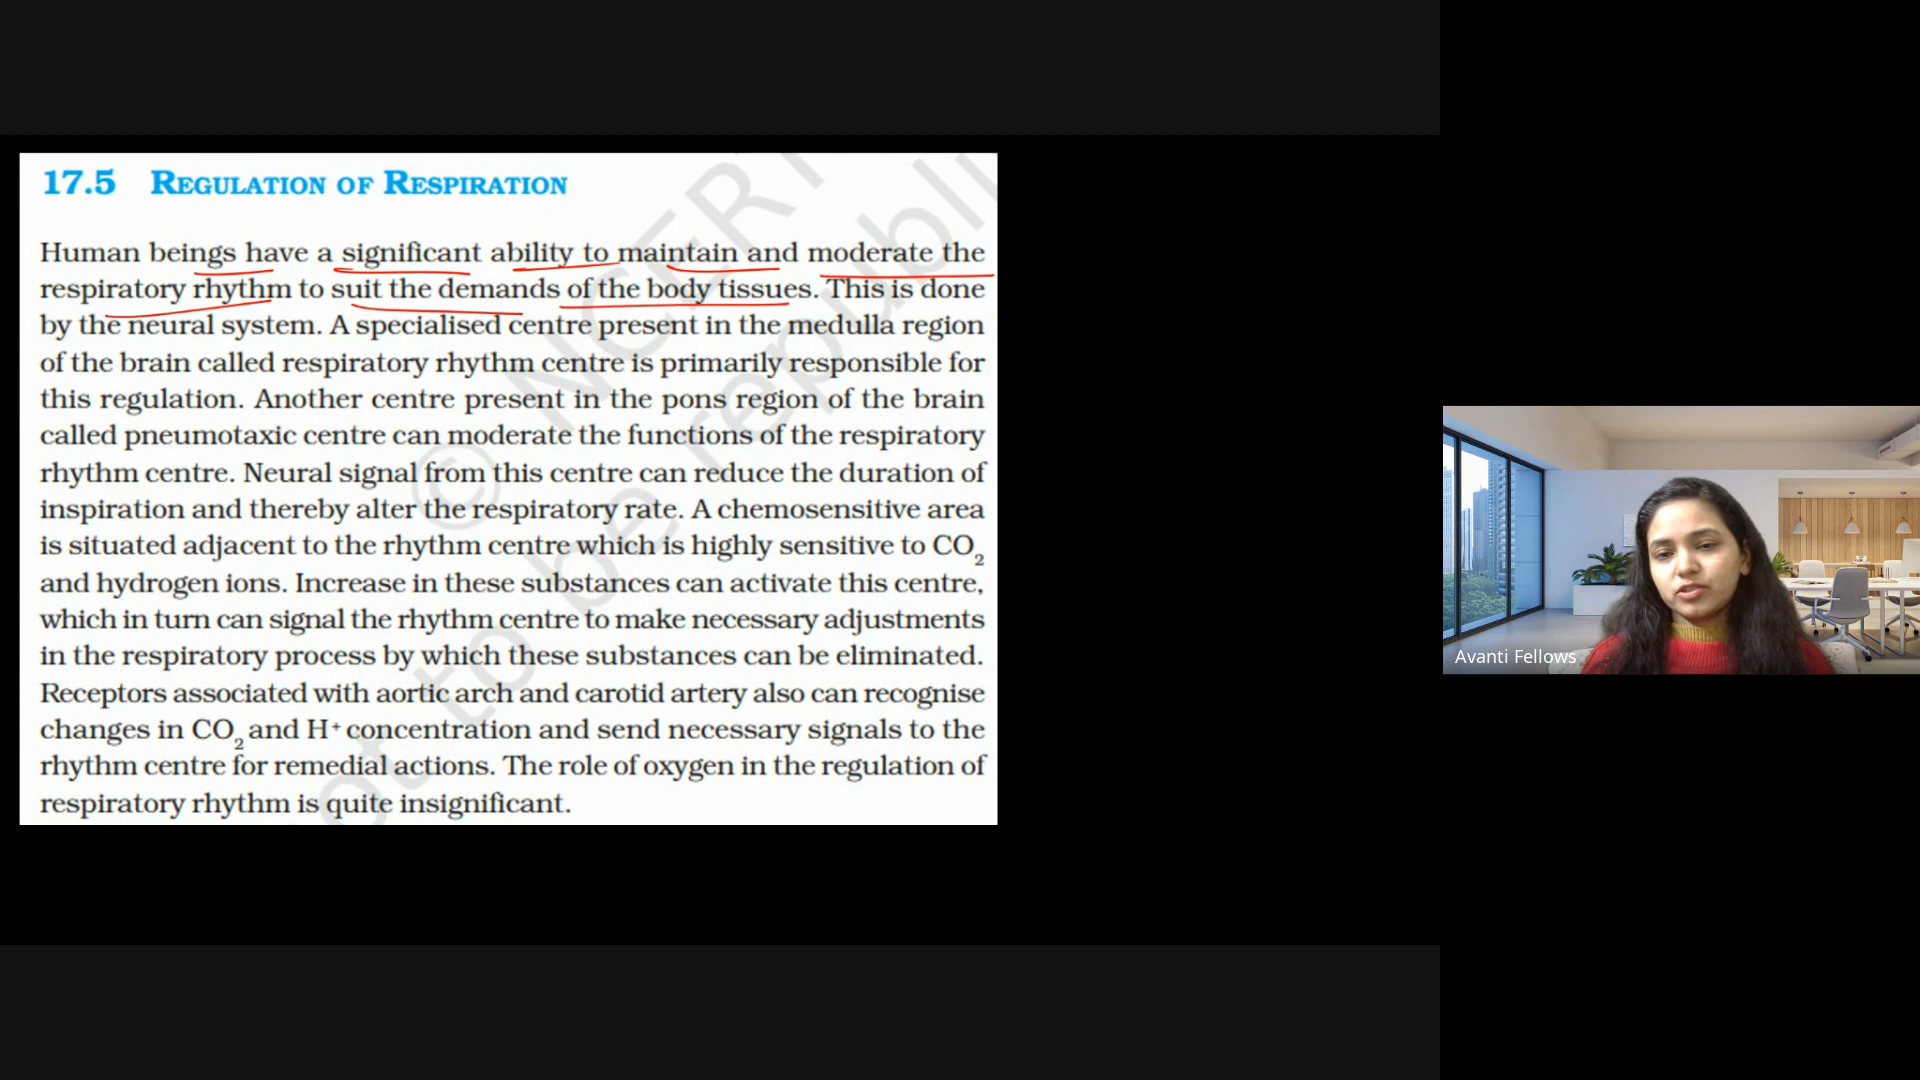 17.5 REGULATION OF RESPIRATION
Human beings have a significant ability to maintain and moderate the
respiratory rhythm to suit the demands of the body tissues. This is done
by the neural system. A specialised centre present in the medulla region
of the brain called respiratory rhythm centre is primarily responsible for
this regulation. Another centre present in the pons region of the brain
called pneumotaxic centre can moderate the functions of the respiratory
rhythm centre. Neural signal from this centre can reduce the duration of
inspiration and thereby alter the respiratory rate. A chemosensitive area
is situated adjacent to the rhythm centre which is highly sensitive to CO₂
and hydrogen ions. Increase in these substances can activate this centre,
which in turn can signal the rhythm centre to make necessary adjustments
in the respiratory process by which these substances can be eliminated.
Receptors associated with aortic arch and carotid artery also can recognise
changes in CO₂ and H⁺ concentration and send necessary signals to the
rhythm centre for remedial actions. The role of oxygen in the regulation of
respiratory rhythm is quite insignificant.
© NCERT
not to be republi
Avanti Fellows